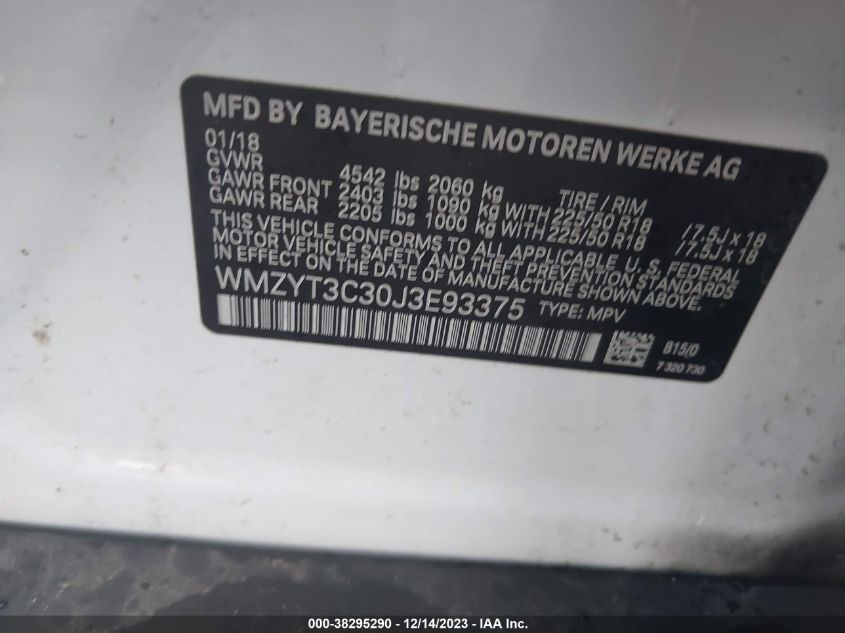 MFD BY BAYERISCHE MOTOREN WERKE AG
01/18
GVWR 4542 lbs 2060 kg TIRE / RIM
GAWR FRONT 2403 lbs 1090 kg WITH 225/50 R18 / 7.5J x 18
GAWR REAR 2205 lbs 1000 kg WITH 225/50 R18 / 7.5J x 18
THIS VEHICLE CONFORMS TO ALL APPLICABLE U. S. FEDERAL
MOTOR VEHICLE SAFETY AND THEFT PREVENTION STANDARDS
IN EFFECT ON THE DATE OF MANUFACTURE SHOWN ABOVE.
WMZYT3C30J3E93375 TYPE: MPV
B15/0
7 320 730
000-38295290 - 12/14/2023 - IAA Inc.